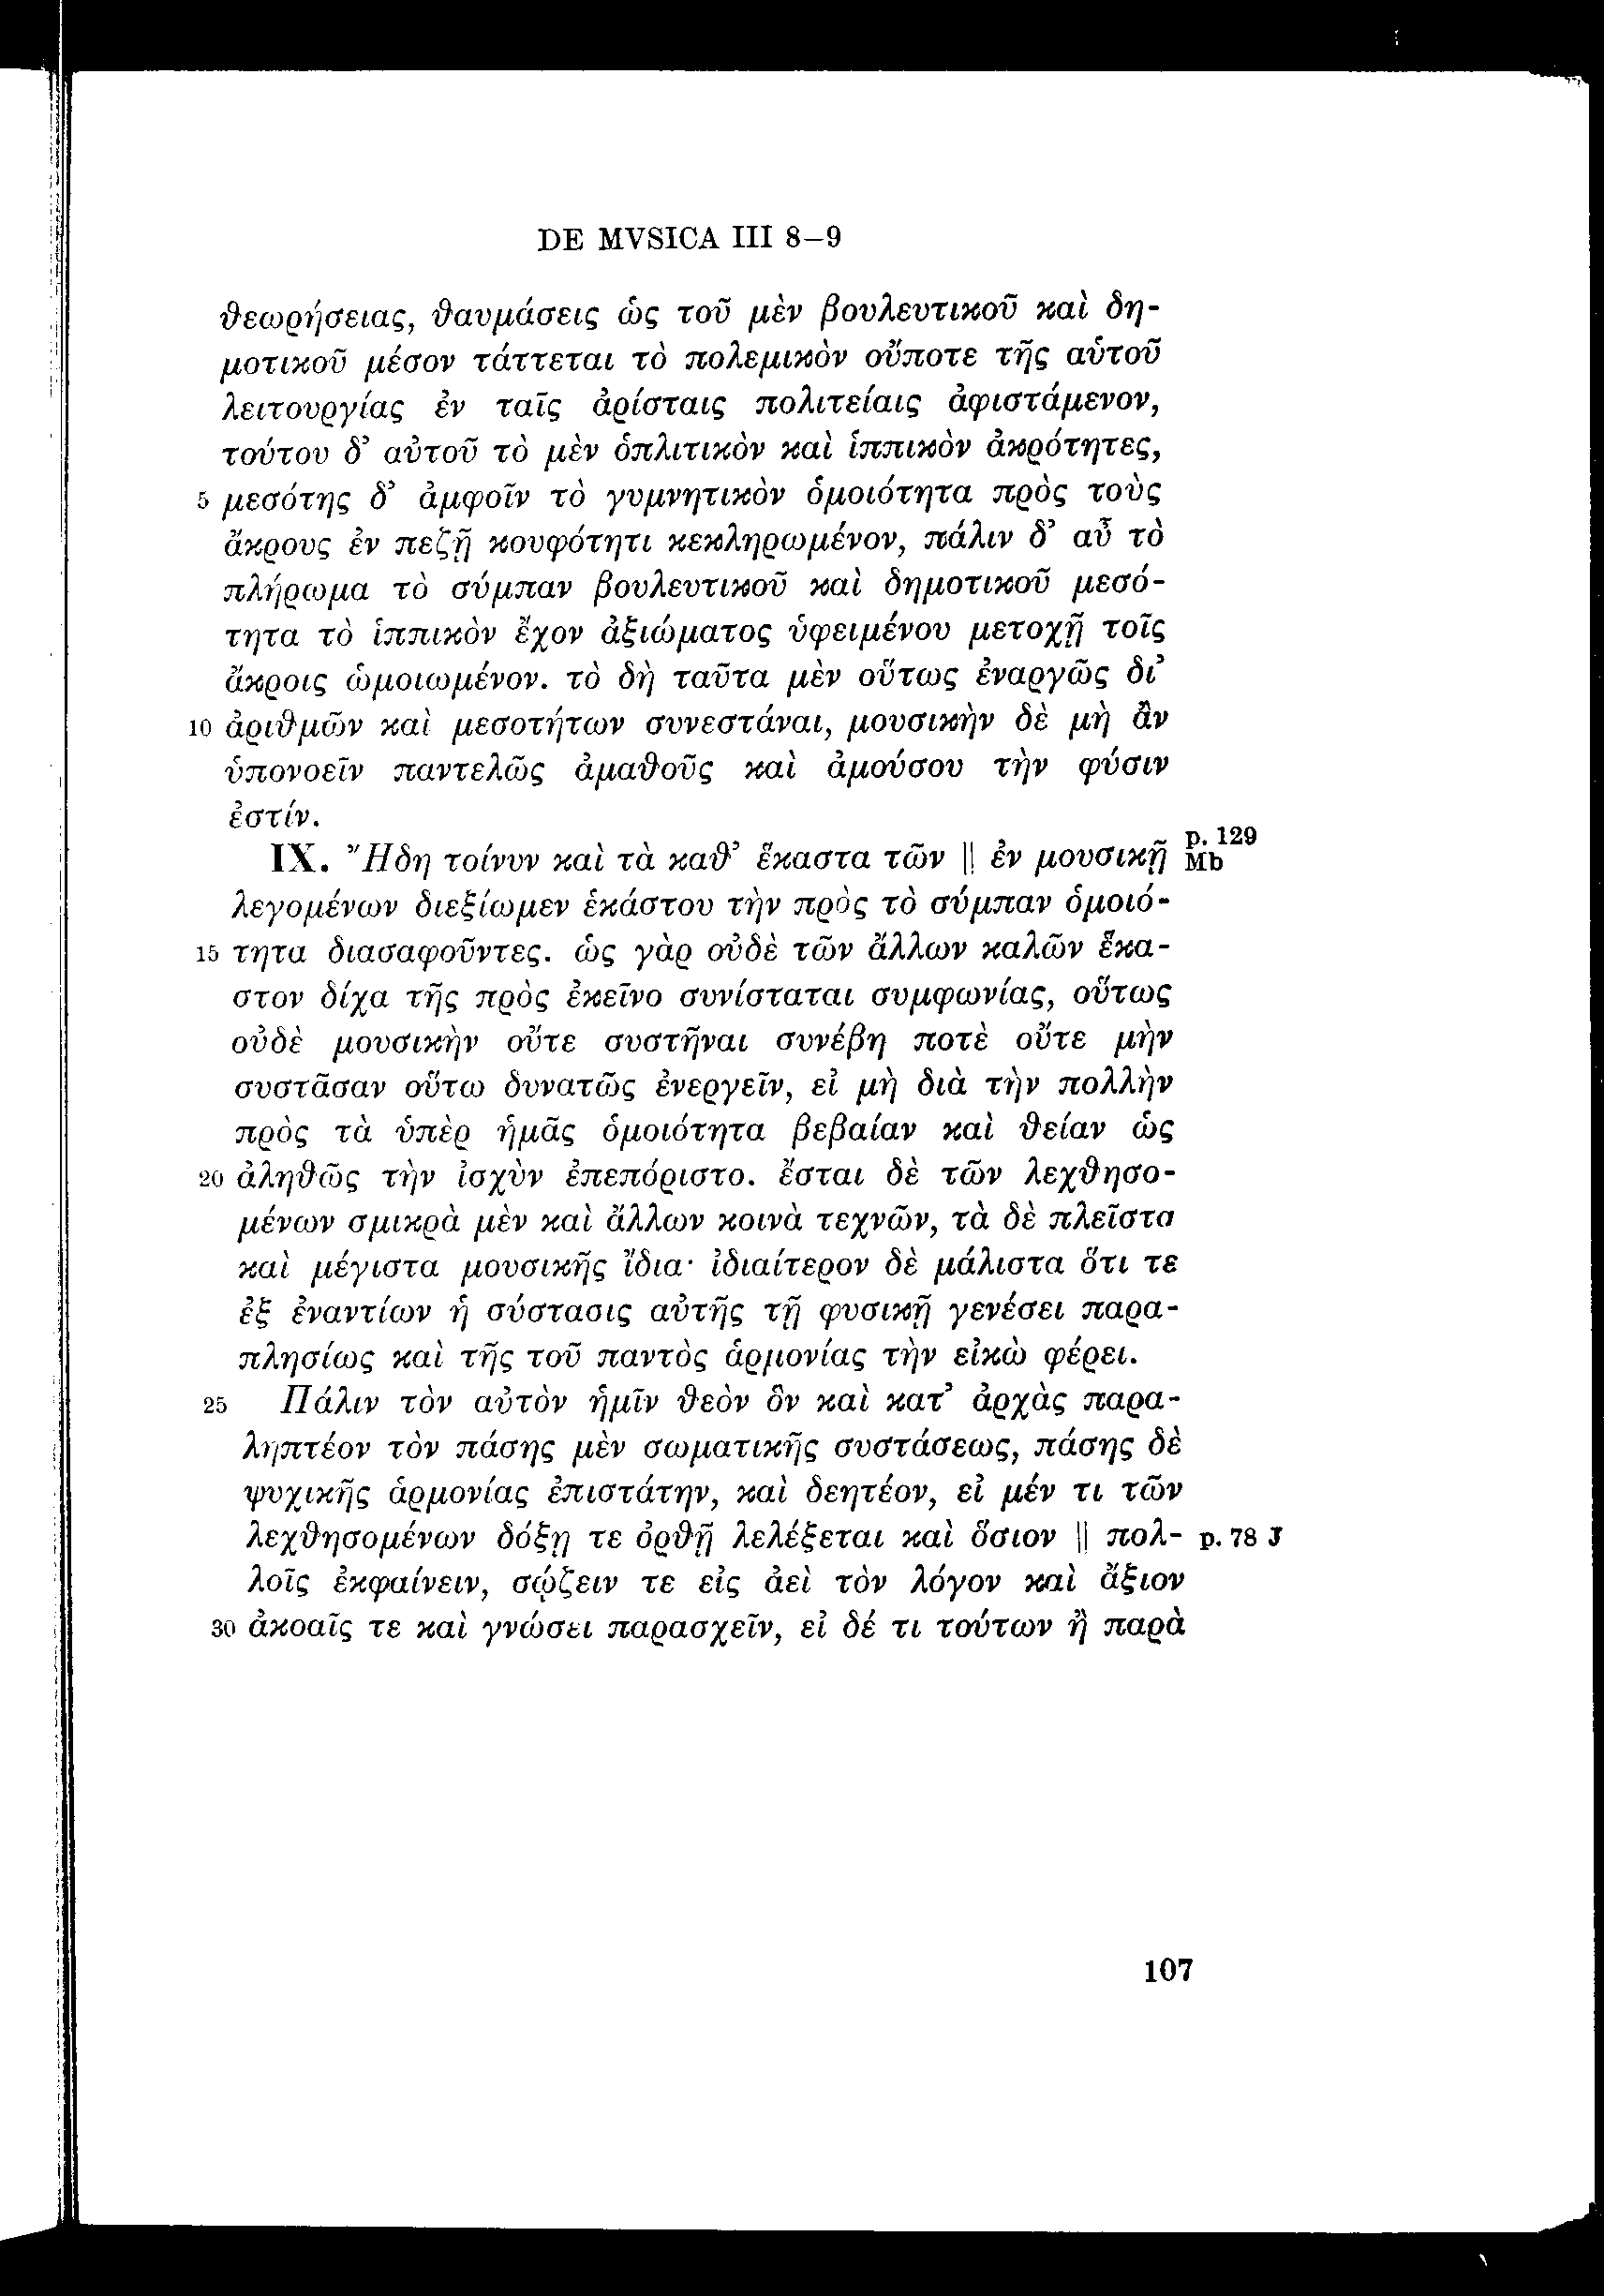 DE MVSICA III 8–9
θεωρήσειας, θαυμάσεις ὡς τοῦ μὲν βουλευτικοῦ καὶ δη-
μοτικοῦ μέσον τάττεται τὸ πολεμικὸν οὔποτε τῆς αὑτοῦ
λειτουργίας ἐν ταῖς ἀρίσταις πολιτείαις ἀφιστάμενον,
τούτου δ’ αὐτοῦ τὸ μὲν ὁπλιτικὸν καὶ ἱππικὸν ἀκρότητες,
5 μεσότης δ’ ἀμφοῖν τὸ γυμνητικὸν ὁμοιότητα πρὸς τοὺς
ἄκρους ἐν πεζῇ κουφότητι κεκληρωμένον, πάλιν δ’ αὖ τὸ
πλήρωμα τὸ σύμπαν βουλευτικοῦ καὶ δημοτικοῦ μεσό-
τητα τὸ ἱππικὸν ἔχον ἀξιώματος ὑφειμένου μετοχῇ τοῖς
ἄκροις ὡμοιωμένον. τὸ δὴ ταῦτα μὲν οὕτως ἐναργῶς δι’
10 ἀριθμῶν καὶ μεσοτήτων συνεστάναι, μουσικὴν δὲ μὴ ἂν
ὑπονοεῖν παντελῶς ἀμαθοῦς καὶ ἀμούσου τὴν φύσιν
ἐστίν.
IX. Ἤδη τοίνυν καὶ τὰ καθ’ ἕκαστα τῶν || ἐν μουσικῇ p. 129 Mb
λεγομένων διεξίωμεν ἑκάστου τὴν πρὸς τὸ σύμπαν ὁμοιό-
15 τητα διασαφοῦντες. ὡς γὰρ οὐδὲ τῶν ἄλλων καλῶν ἕκα-
στον δίχα τῆς πρὸς ἐκεῖνο συνίσταται συμφωνίας, οὕτως
οὐδὲ μουσικὴν οὔτε συστῆναι συνέβη ποτὲ οὔτε μὴν
συστᾶσαν οὕτω δυνατῶς ἐνεργεῖν, εἰ μὴ διὰ τὴν πολλὴν
πρὸς τὰ ὑπὲρ ἡμᾶς ὁμοιότητα βεβαίαν καὶ θείαν ὡς
20 ἀληθῶς τὴν ἰσχὺν ἐπεπόριστο. ἔσται δὲ τῶν λεχθησο-
μένων σμικρὰ μὲν καὶ ἄλλων κοινὰ τεχνῶν, τὰ δὲ πλεῖστα
καὶ μέγιστα μουσικῆς ἴδια· ἰδιαίτερον δὲ μάλιστα ὅτι τε
ἐξ ἐναντίων ἡ σύστασις αὐτῆς τῇ φυσικῇ γενέσει παρα-
πλησίως καὶ τῆς τοῦ παντὸς ἁρμονίας τὴν εἰκὼ φέρει.
25 Πάλιν τὸν αὐτὸν ἡμῖν θεὸν ὃν καὶ κατ’ ἀρχὰς παρα-
ληπτέον τὸν πάσης μὲν σωματικῆς συστάσεως, πάσης δὲ
ψυχικῆς ἁρμονίας ἐπιστάτην, καὶ δεητέον, εἰ μέν τι τῶν
λεχθησομένων δόξῃ τε ὀρθῇ λελέξεται καὶ ὅσιον || πολ- p. 78 J
λοῖς ἐκφαίνειν, σῴζειν τε εἰς ἀεὶ τὸν λόγον καὶ ἄξιον
30 ἀκοαῖς τε καὶ γνώσει παρασχεῖν, εἰ δέ τι τούτων ἢ παρὰ
107